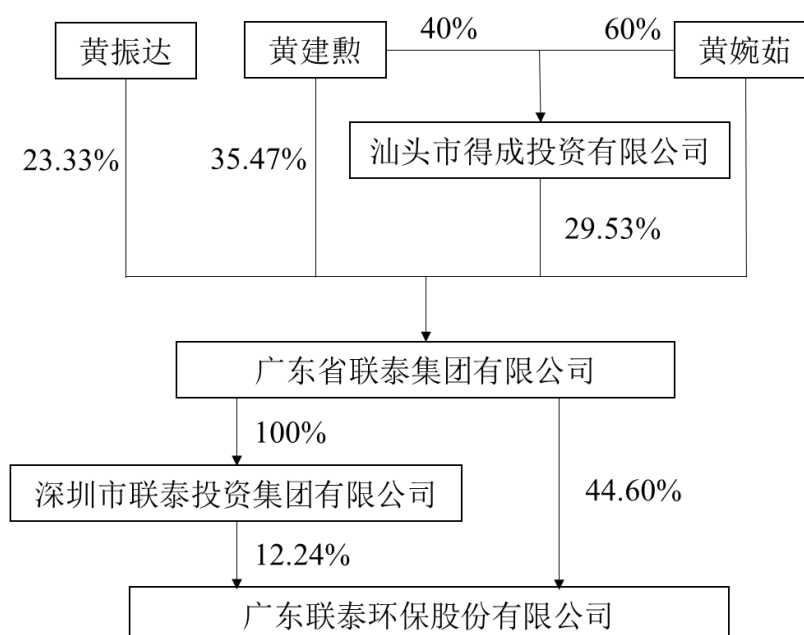 40%
60%
黄振达
黄建勲
黄婉茹
23.33%
35.47%
汕头市得成投资有限公司
29.53%
广东省联泰集团有限公司
100%
44.60%
深圳市联泰投资集团有限公司
12.24%
广东联泰环保股份有限公司